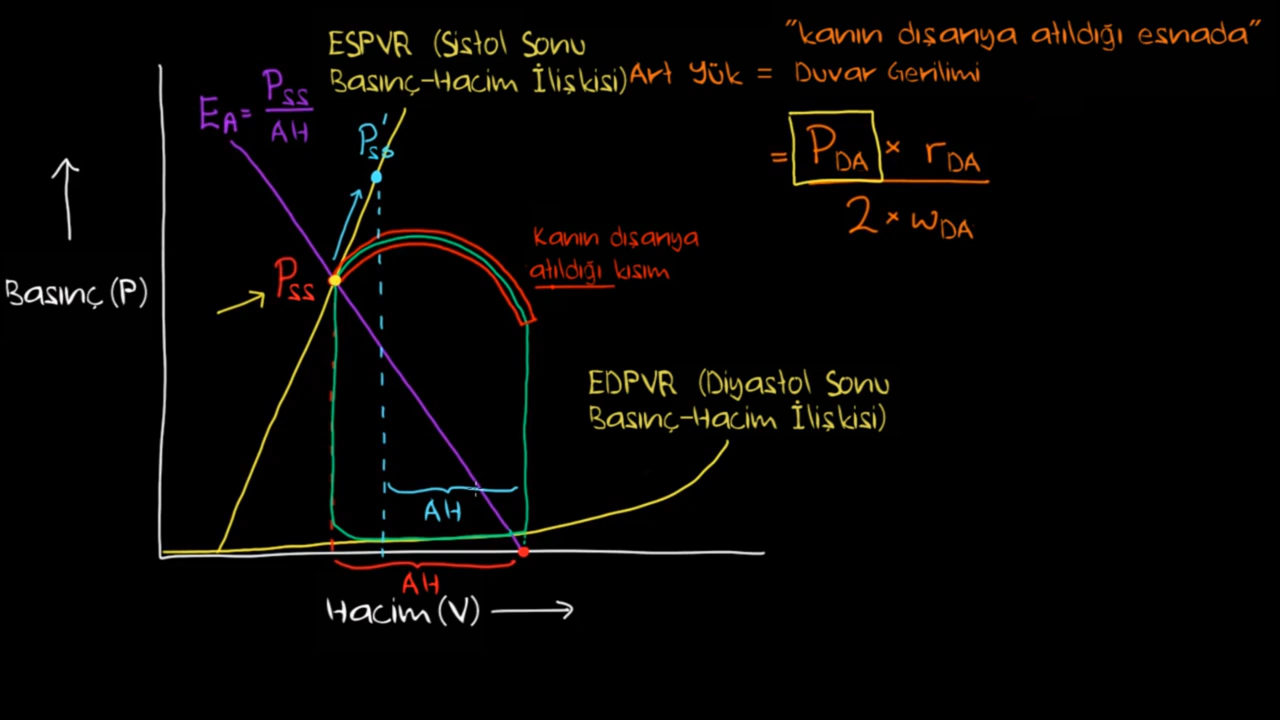 "kanın dışarıya atıldığı esnada"
ESPVR (Sistol Sonu
Basınç-Hacim İlişkisi)
Art Yük = Duvar Gerilimi
= P_DA × r_DA
2 × w_DA
E_A = P_SS
AH
P_SS'
Kanın dışarıya
atıldığı kısım
P_SS
Basınç (P)
EDPVR (Diyastol Sonu
Basınç-Hacim İlişkisi)
AH
AH
Hacim (V)